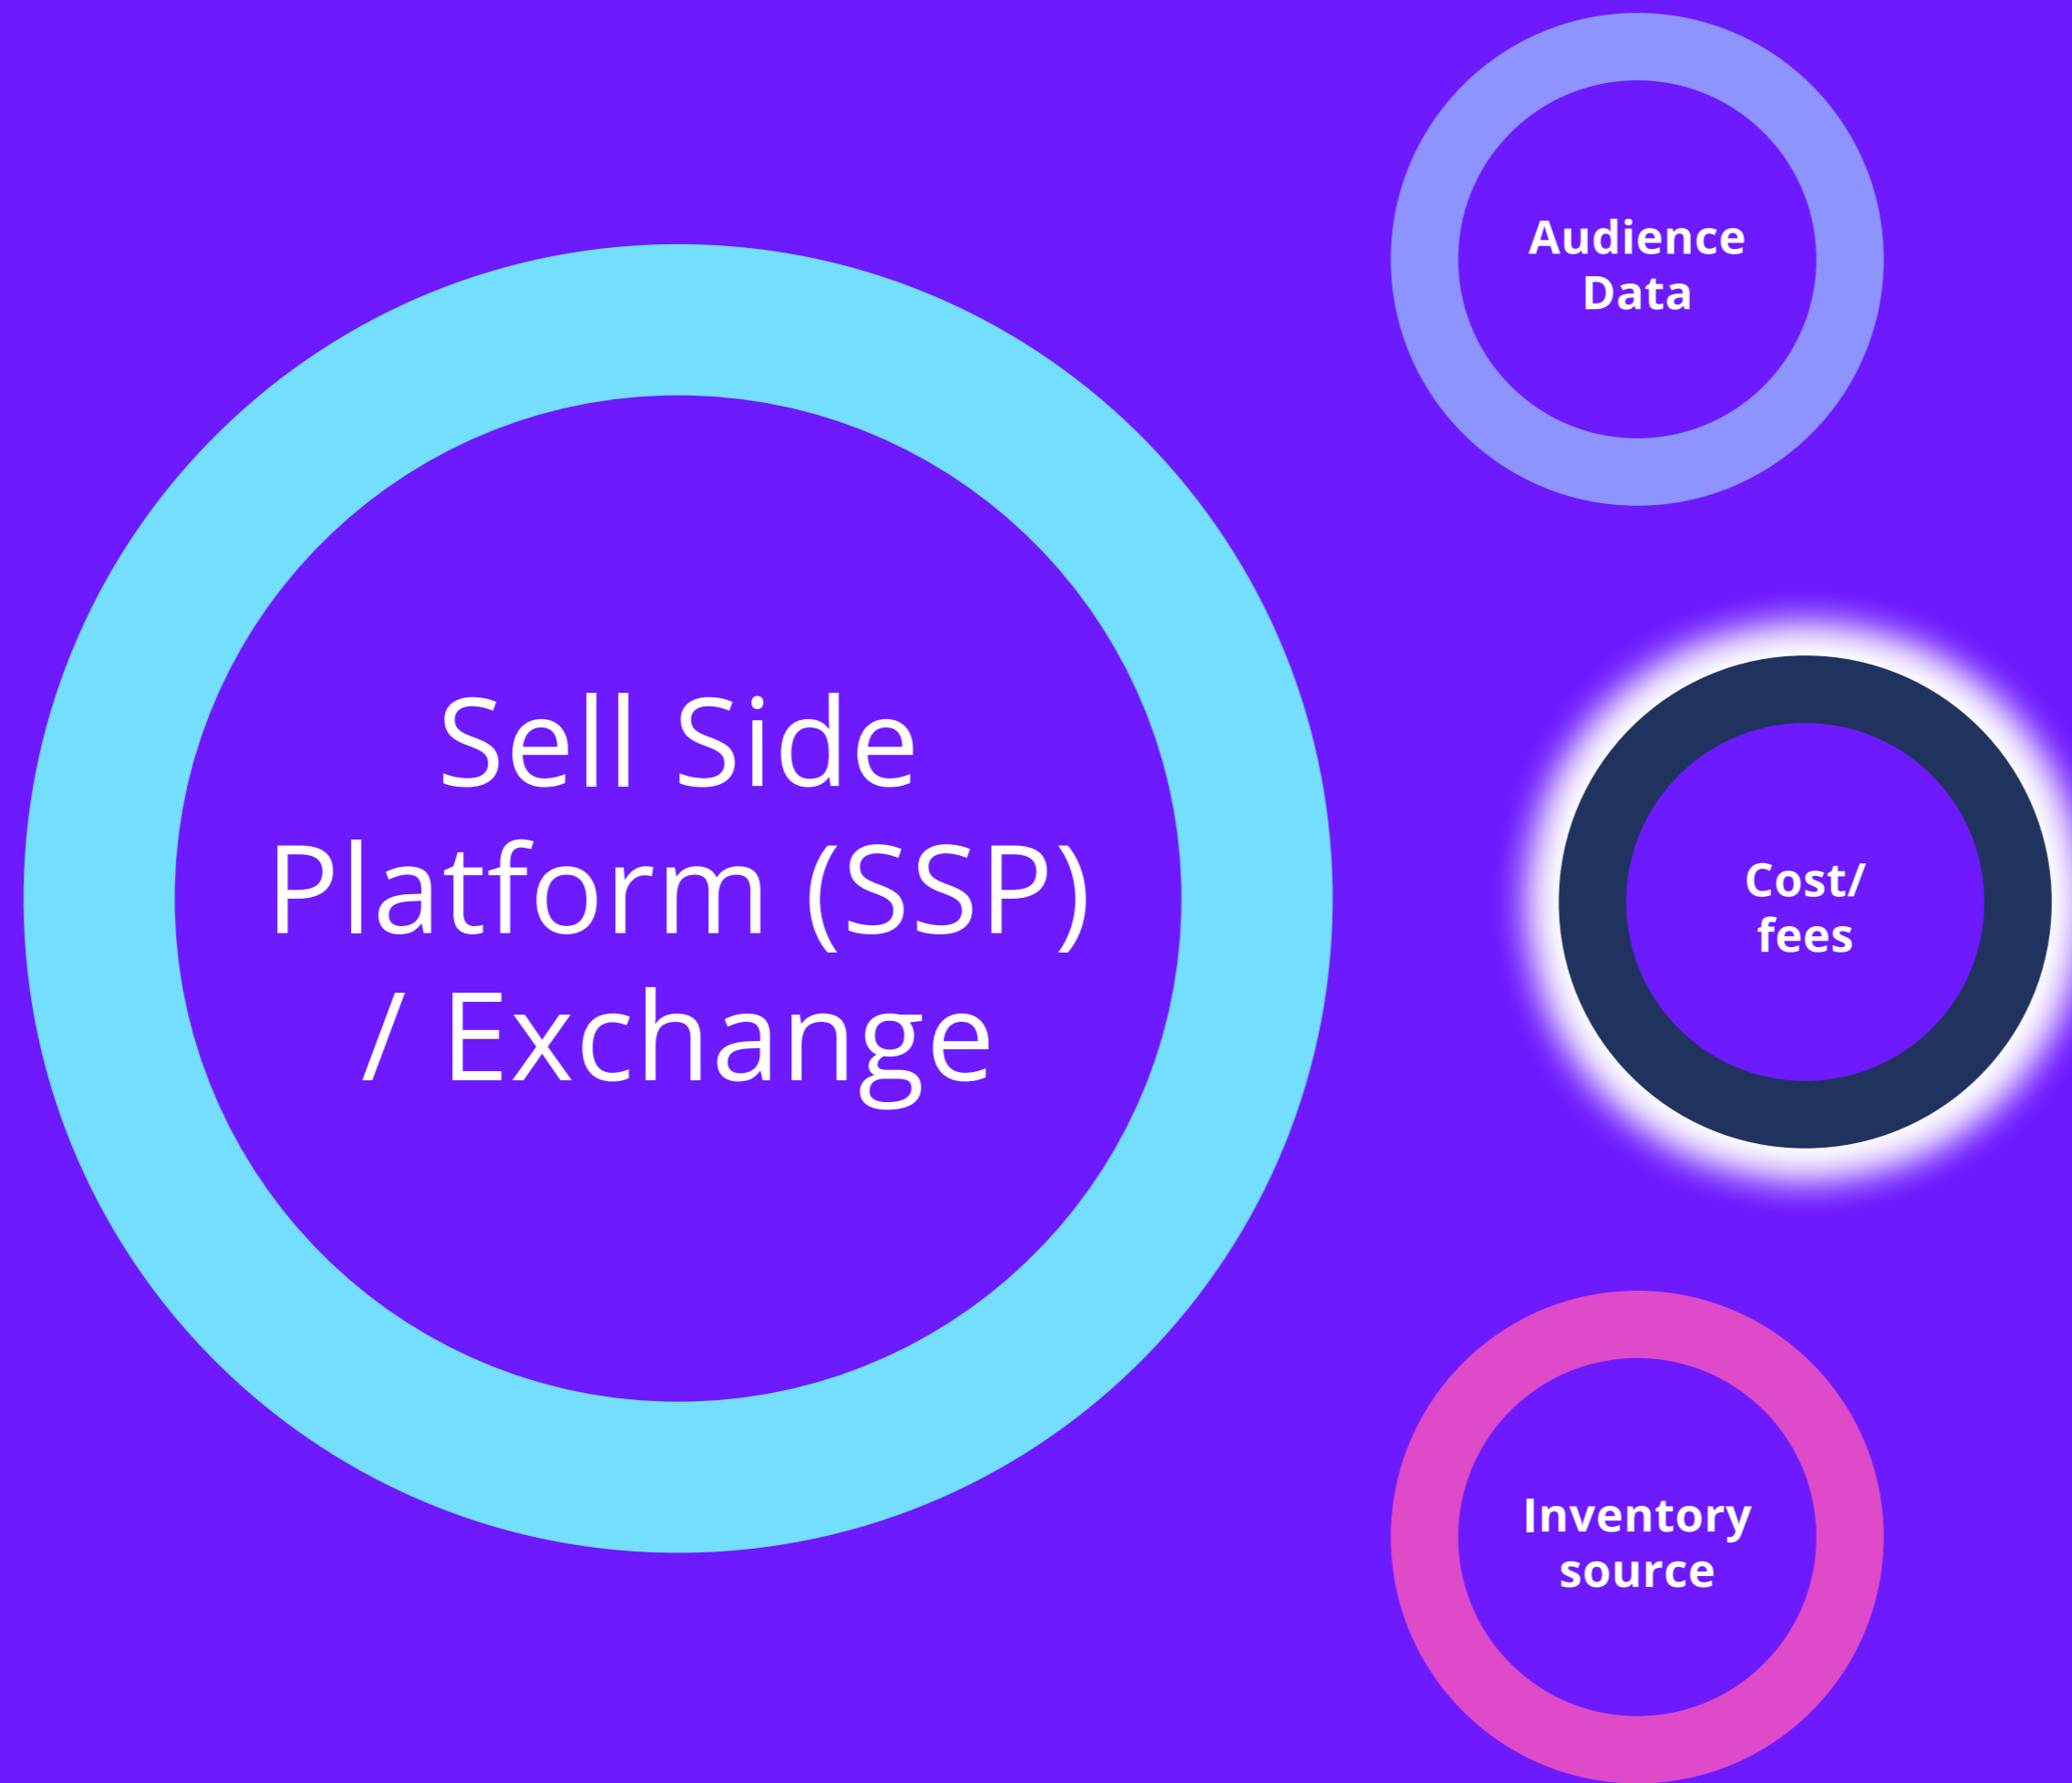 Sell Side
Platform (SSP)
/ Exchange
Audience
Data
Cost/
fees
Inventory
source